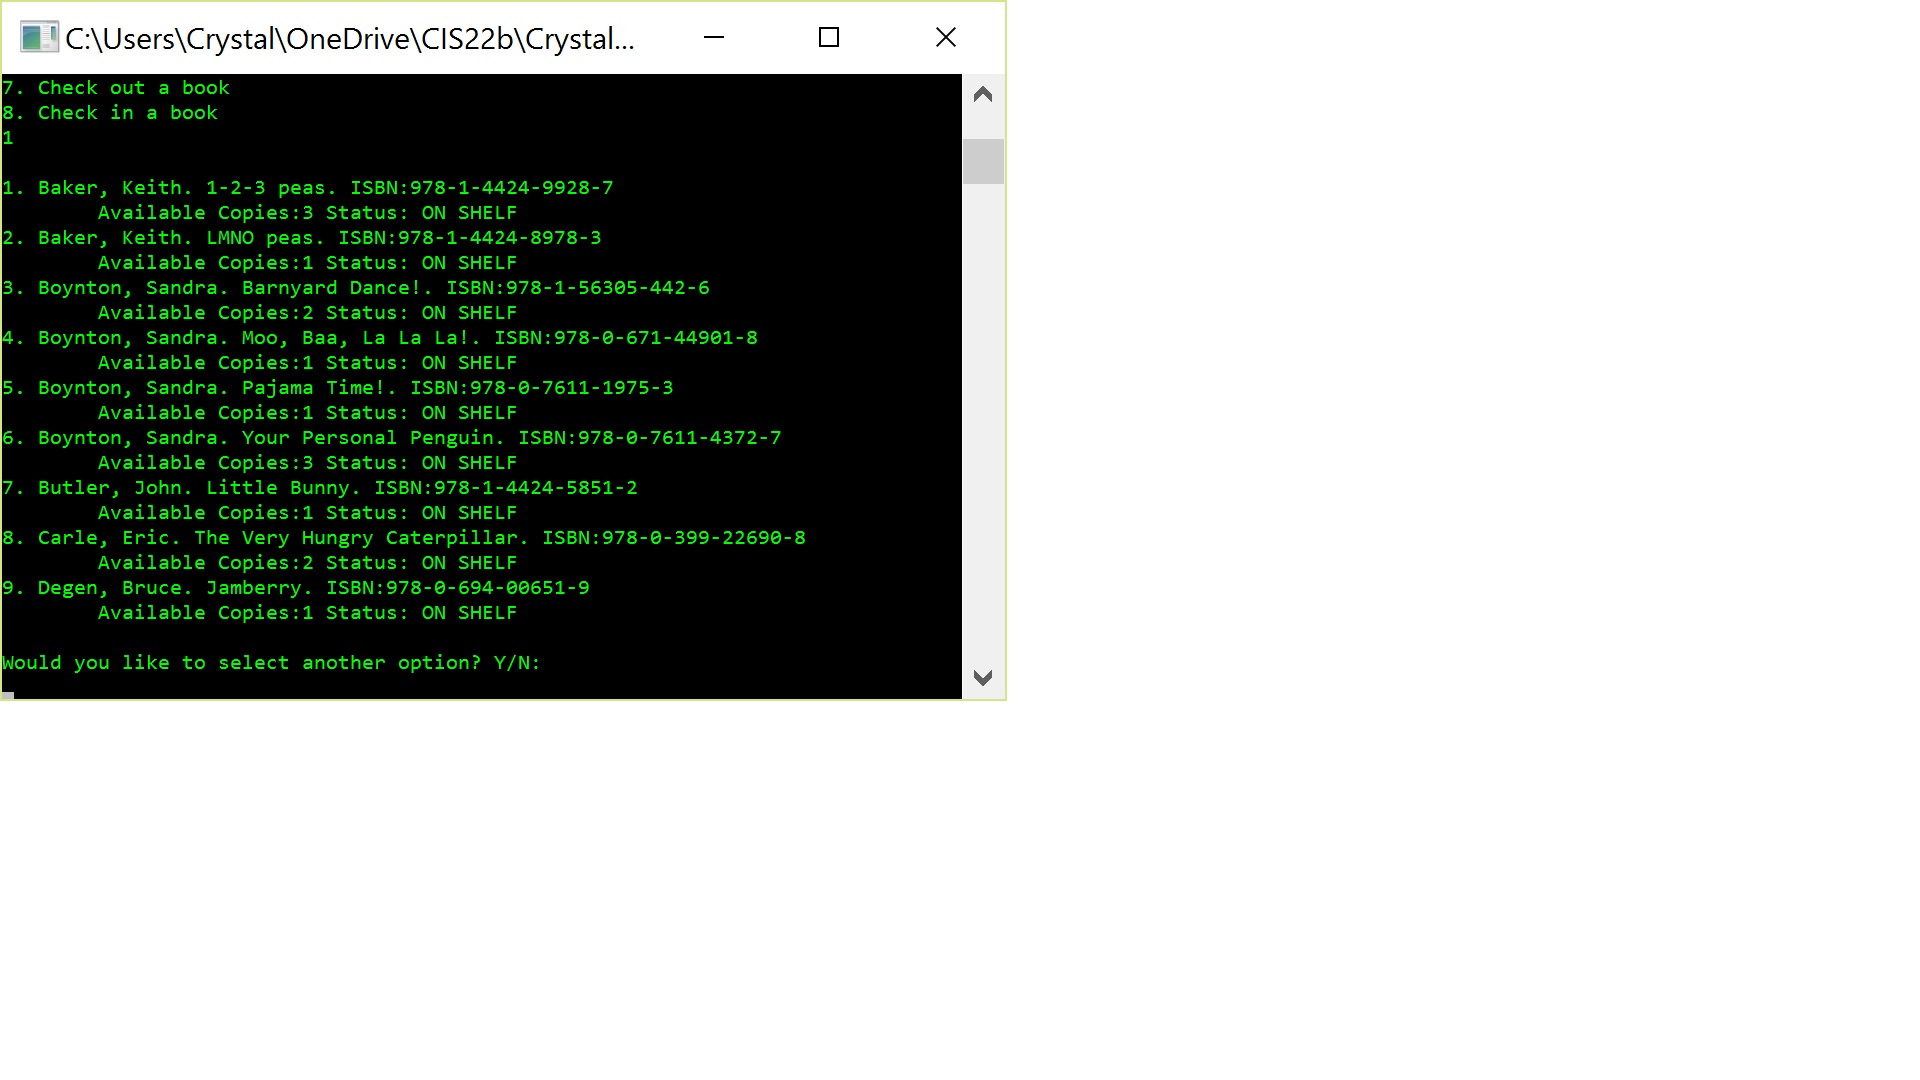 C:\Users\Crystal\OneDrive\CIS22b\Crystal...
7. Check out a book
8. Check in a book
1
1. Baker, Keith. 1-2-3 peas. ISBN:978-1-4424-9928-7
Available Copies:3 Status: ON SHELF
2. Baker, Keith. LMNO peas. ISBN:978-1-4424-8978-3
Available Copies:1 Status: ON SHELF
3. Boynton, Sandra. Barnyard Dance!. ISBN:978-1-56305-442-6
Available Copies:2 Status: ON SHELF
4. Boynton, Sandra. Moo, Baa, La La La!. ISBN:978-0-671-44901-8
Available Copies:1 Status: ON SHELF
5. Boynton, Sandra. Pajama Time!. ISBN:978-0-7611-1975-3
Available Copies:1 Status: ON SHELF
6. Boynton, Sandra. Your Personal Penguin. ISBN:978-0-7611-4372-7
Available Copies:3 Status: ON SHELF
7. Butler, John. Little Bunny. ISBN:978-1-4424-5851-2
Available Copies:1 Status: ON SHELF
8. Carle, Eric. The Very Hungry Caterpillar. ISBN:978-0-399-22690-8
Available Copies:2 Status: ON SHELF
9. Degen, Bruce. Jamberry. ISBN:978-0-694-00651-9
Available Copies:1 Status: ON SHELF
Would you like to select another option? Y/N: